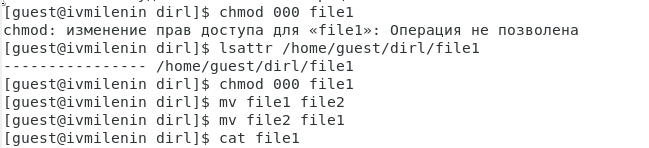 [guest@ivmilenin dirl]$ chmod 000 file1
chmod: изменение прав доступа для «file1»: Операция не позволена
[guest@ivmilenin dirl]$ lsattr /home/guest/dirl/file1
---------------- /home/guest/dirl/file1
[guest@ivmilenin dirl]$ chmod 000 file1
[guest@ivmilenin dirl]$ mv file1 file2
[guest@ivmilenin dirl]$ mv file2 file1
[guest@ivmilenin dirl]$ cat file1